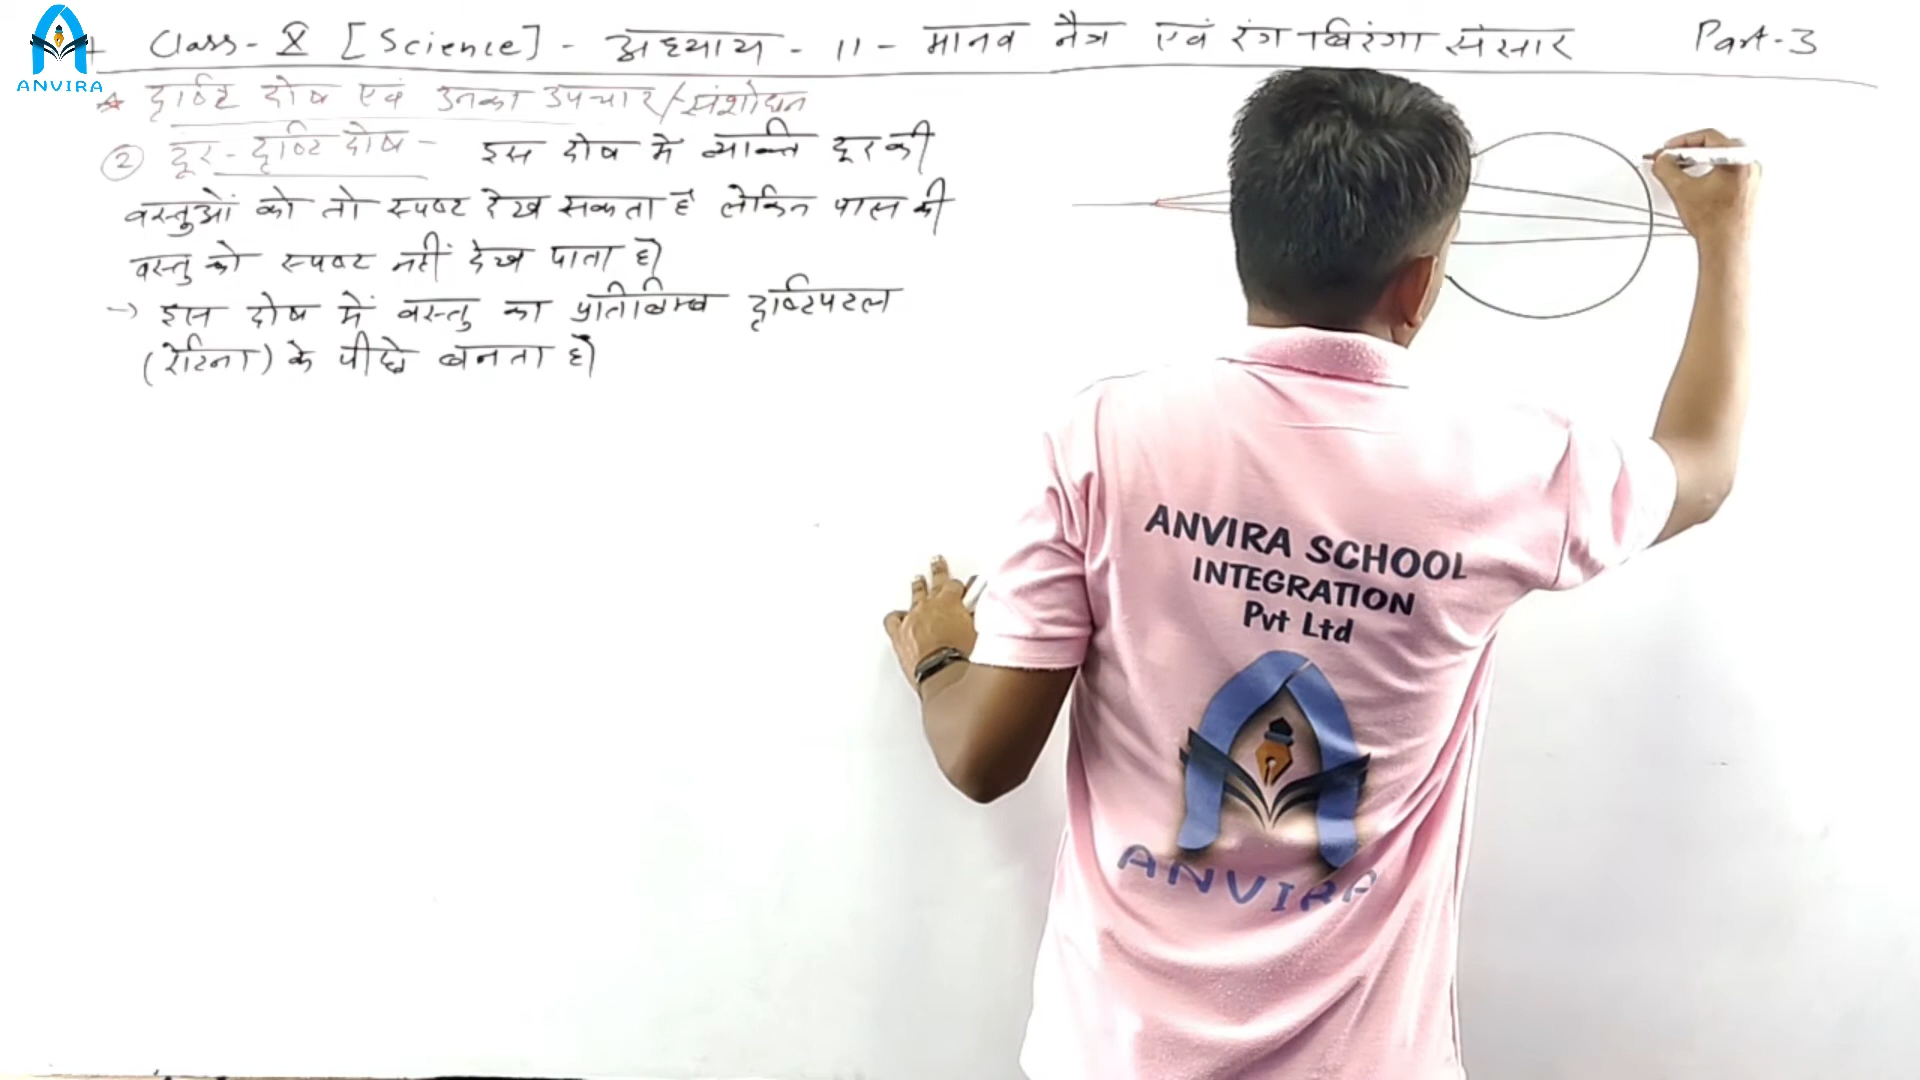 Class - X [Science] - अध्याय - 11 - मानव नैत्र एवं रंग बिरंगा संसार Part-3
ANVIRA
* दृष्टि दोष एवं उनका उपचार/संशोधन
② दूर-दृष्टि दोष - इस दोष में व्यक्ति दूर की
वस्तुओं को तो स्पष्ट देख सकता है लेकिन पास की
वस्तु को स्पष्ट नहीं देख पाता है।
→ इस दोष में वस्तु का प्रतिबिम्ब दृष्टिपटल
(रेटिना) के पीछे बनता है।
ANVIRA SCHOOL
INTEGRATION
Pvt Ltd
ANVIRA